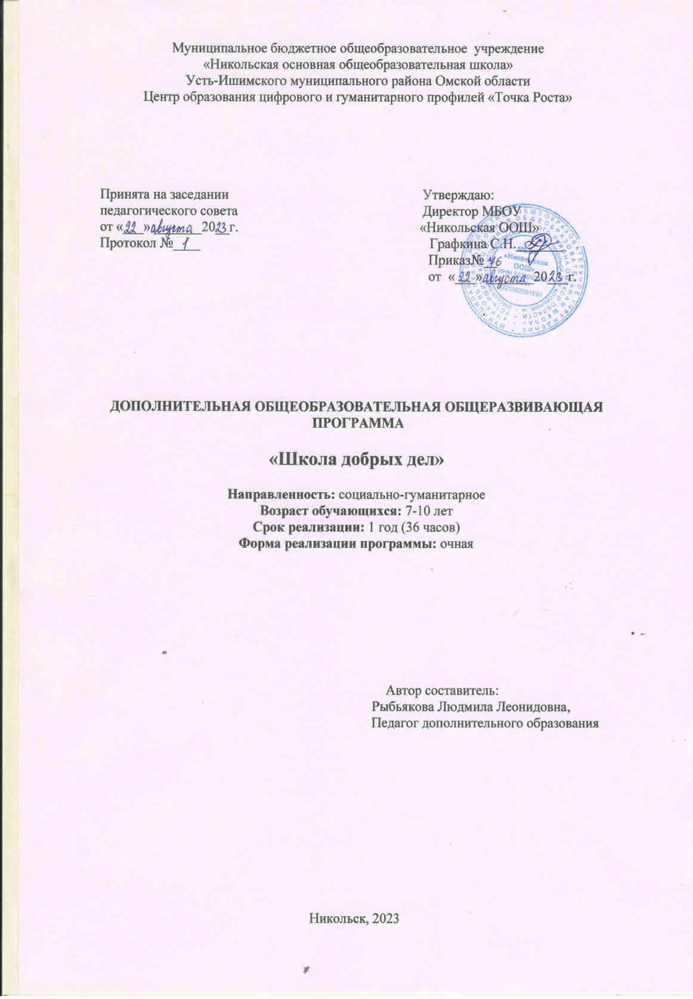 Муниципальное бюджетное общеобразовательное учреждение
«Никольская основная общеобразовательная школа»
Усть-Ишимского муниципального района Омской области
Центр образования цифрового и гуманитарного профилей «Точка Роста»
Принята на заседании
педагогического совета
от «22» августа 2023 г.
Протокол № 1
Утверждаю:
Директор МБОУ
«Никольская ООШ»
Графкина С.Н.
Приказ№ 76
от «22» августа 2023 г.
«Никольская
ООШ»
ДОПОЛНИТЕЛЬНАЯ ОБЩЕОБРАЗОВАТЕЛЬНАЯ ОБЩЕРАЗВИВАЮЩАЯ
ПРОГРАММА
«Школа добрых дел»
Направленность: социально-гуманитарное
Возраст обучающихся: 7-10 лет
Срок реализации: 1 год (36 часов)
Форма реализации программы: очная
Автор составитель:
Рыбьякова Людмила Леонидовна,
Педагог дополнительного образования
Никольск, 2023